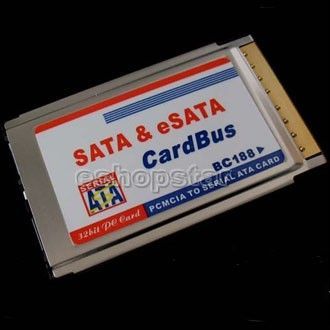 SATA & eSATA
CardBus
BC188
eshopstar
SERIAL
ATA
PCMCIA TO SERIAL ATA CARD
32bit PC Card